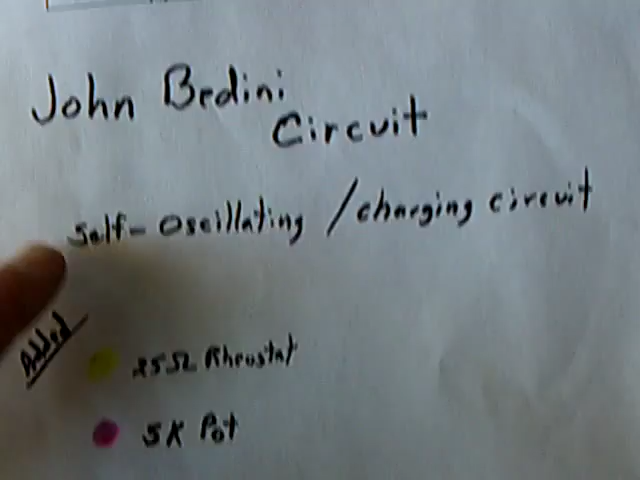 John Bedini
Circuit
Self-Oscillating / charging circuit
Added
25Ω Rheostat
5K Pot